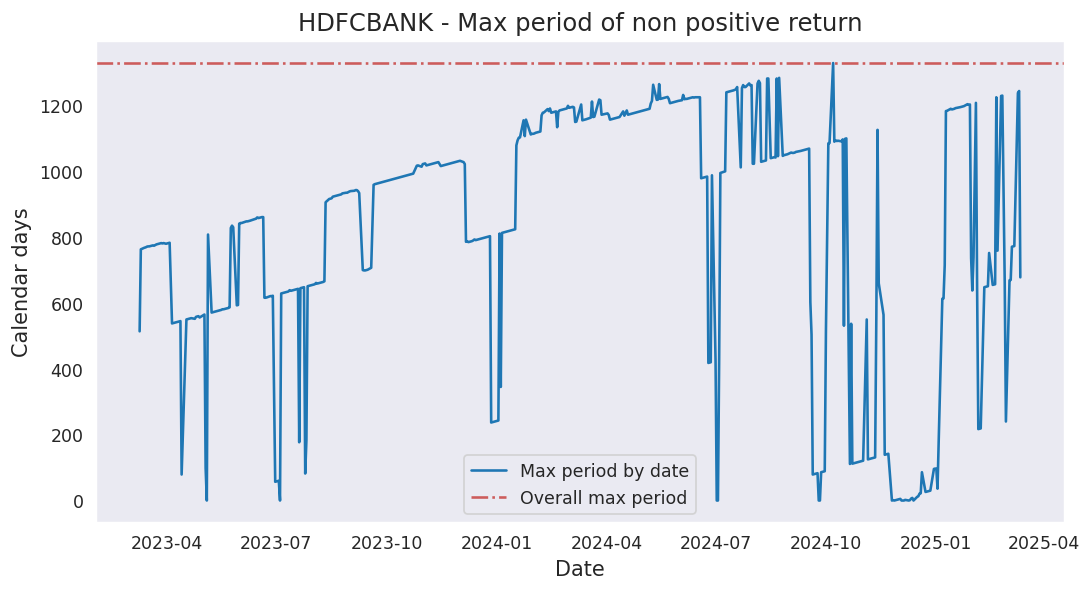 HDFCBANK - Max period of non positive return
Calendar days
1200
1000
800
600
400
200
0
Max period by date
Overall max period
2023-04 2023-07 2023-10 2024-01 2024-04 2024-07 2024-10 2025-01 2025-04
Date